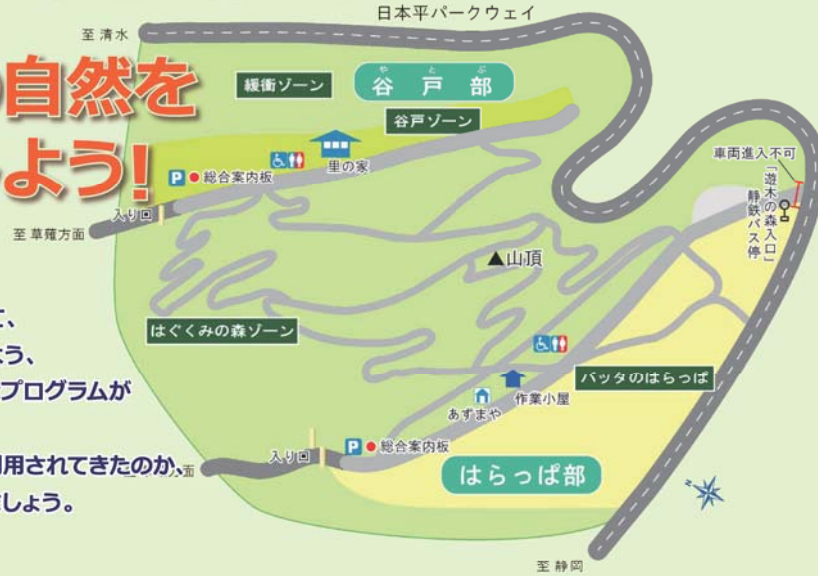 日本平パークウェイ
至 清水
自然を
よう!
緩衝ゾーン
やとぶ
谷戸部
谷戸ゾーン
里の家
P
総合案内板
入り口
至 草薙方面
車両進入不可
「遊木の森入口」
静鉄バス停
▲山頂
はぐくみの森ゾーン
よう、
プログラムが
バッタのはらっぱ
作業小屋
あずまや
P
総合案内板
入り口
用されてきたのか、
方面
しょう。
はらっぱ部
N
至 静岡